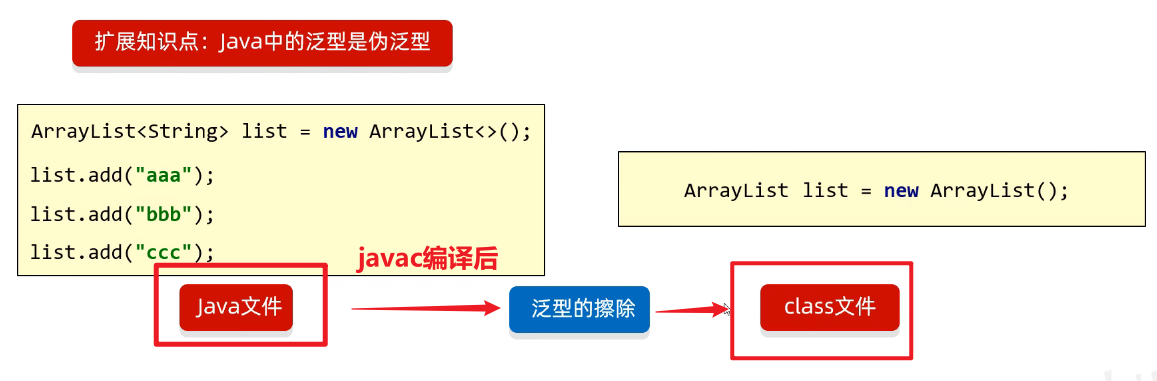 扩展知识点：Java中的泛型是伪泛型
ArrayList<String> list = new ArrayList<>();
list.add("aaa");
list.add("bbb");
list.add("ccc");
ArrayList list = new ArrayList();
javac编译后
Java文件
泛型的擦除
class文件